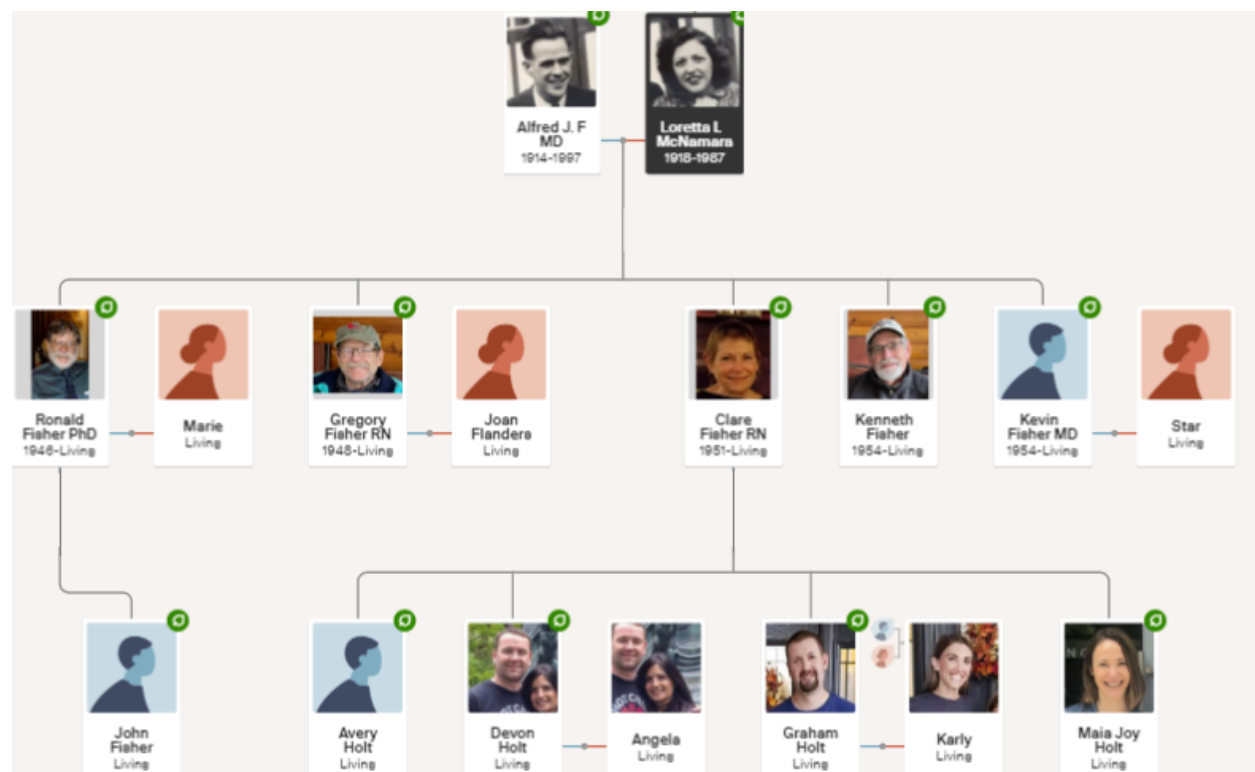 Alfred J. F
MD
1914-1997
Loretta L
McNamara
1918-1987
Ronald
Fisher PhD
1946-Living
Marie
Living
Gregory
Fisher RN
1948-Living
Joan
Flanders
Living
Clare
Fisher RN
1951-Living
Kenneth
Fisher
1954-Living
Kevin
Fisher MD
1954-Living
Star
Living
John
Fisher
Living
Avery
Holt
Living
Devon
Holt
Living
Angela
Living
Graham
Holt
Living
Karly
Living
Maia Joy
Holt
Living